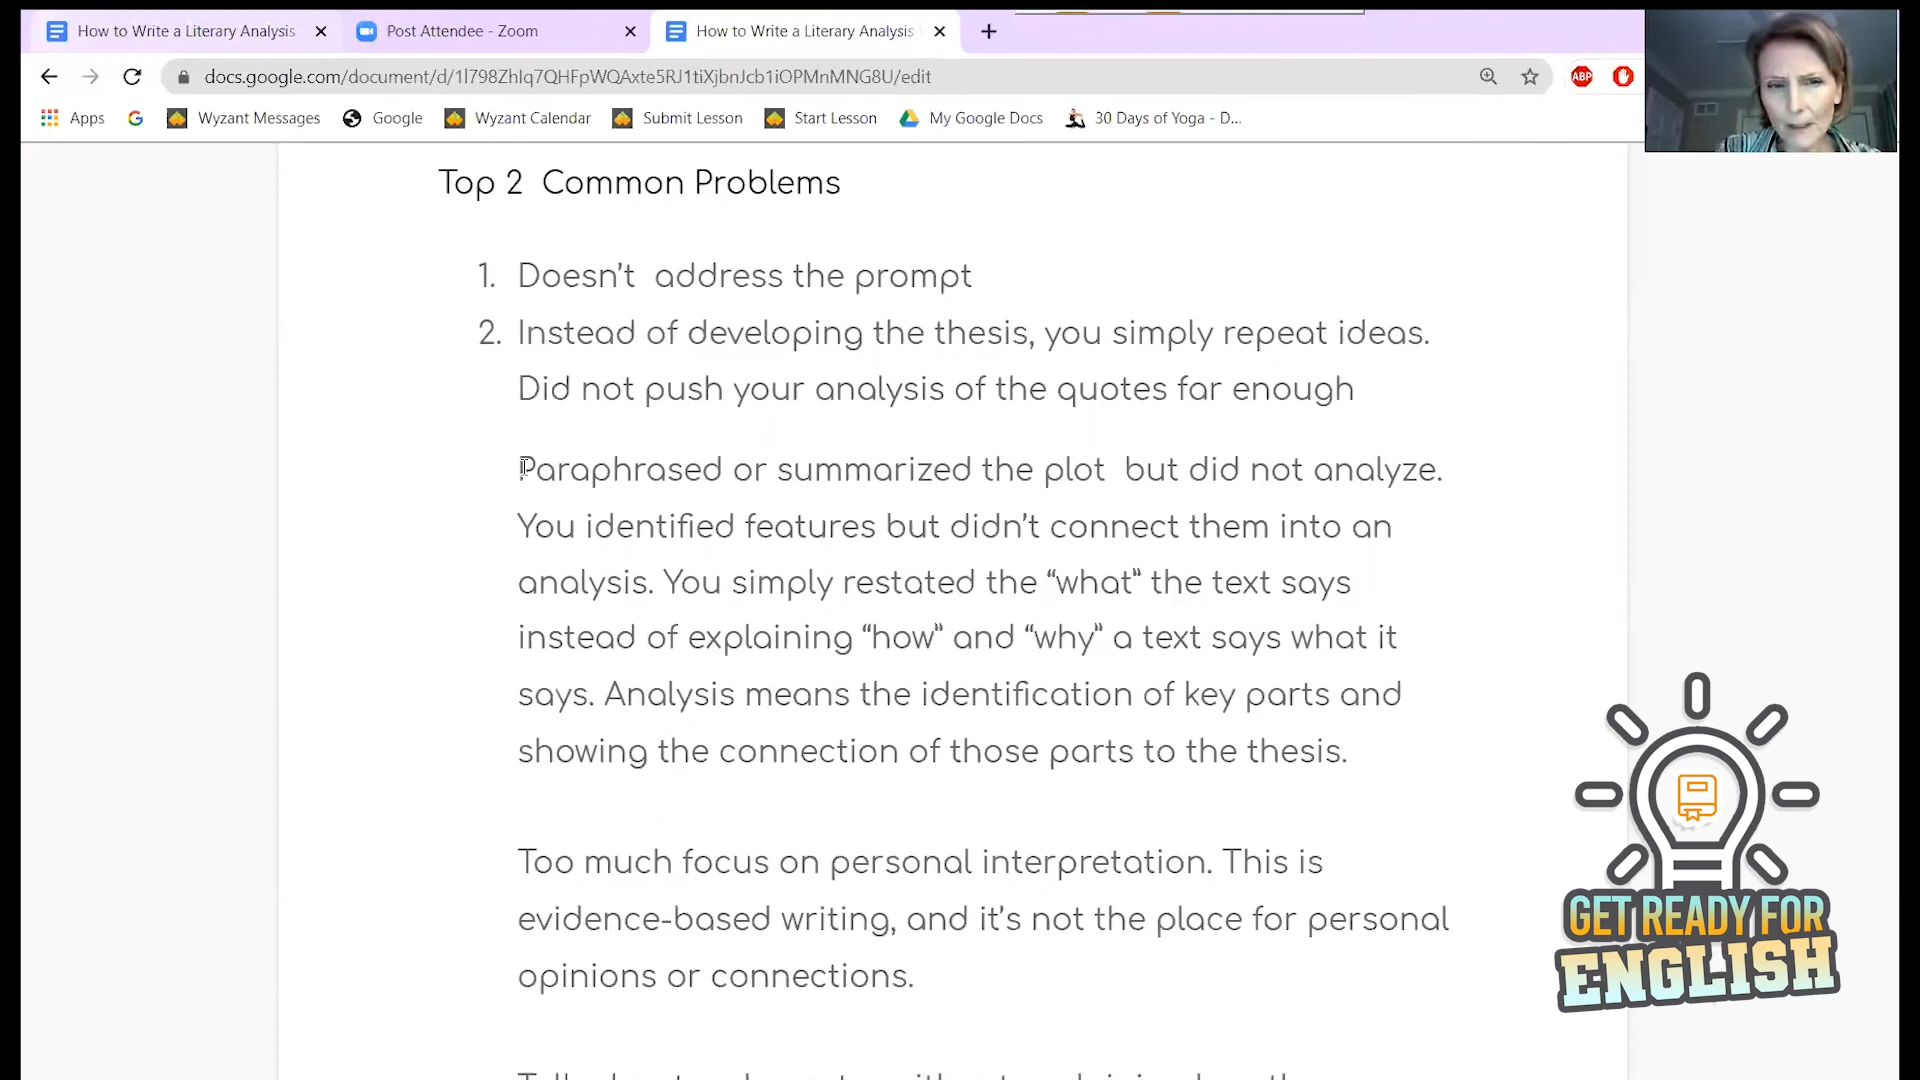 How to Write a Literary Analysis
Post Attendee - Zoom
How to Write a Literary Analysis
docs.google.com/document/d/1l798ZhIq7QHFpWQAxte5RJ1tiXjbnJcb1iOPMnMNG8U/edit
ABP
Apps
Wyzant Messages
Google
Wyzant Calendar
Submit Lesson
Start Lesson
My Google Docs
30 Days of Yoga - D...
Top 2  Common Problems
1. Doesn't  address the prompt
2. Instead of developing the thesis, you simply repeat ideas.
Did not push your analysis of the quotes far enough
Paraphrased or summarized the plot  but did not analyze.
You identified features but didn't connect them into an
analysis. You simply restated the “what” the text says
instead of explaining “how” and “why” a text says what it
says. Analysis means the identification of key parts and
showing the connection of those parts to the thesis.
Too much focus on personal interpretation. This is
evidence-based writing, and it's not the place for personal
opinions or connections.
GET READY FOR
ENGLISH